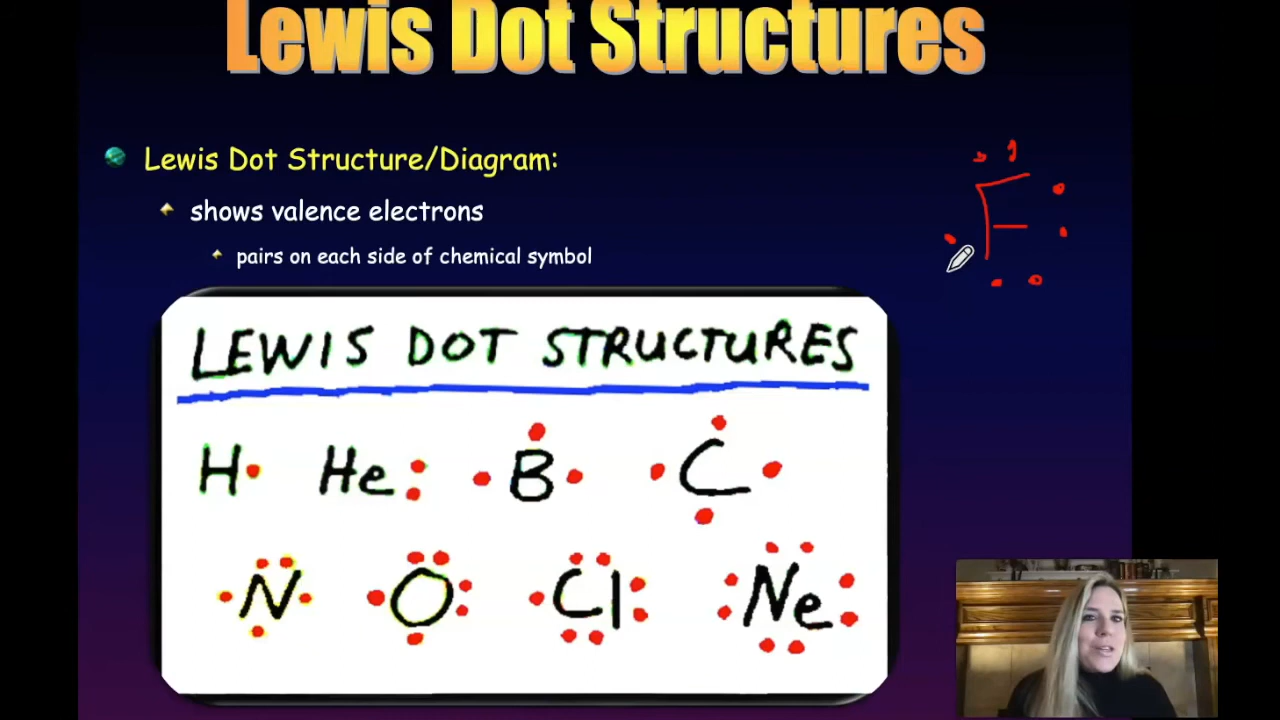 Lewis Dot Structures
Lewis Dot Structure/Diagram:
shows valence electrons
pairs on each side of chemical symbol
F
LEWIS DOT STRUCTURES
H He B C
N O Cl Ne